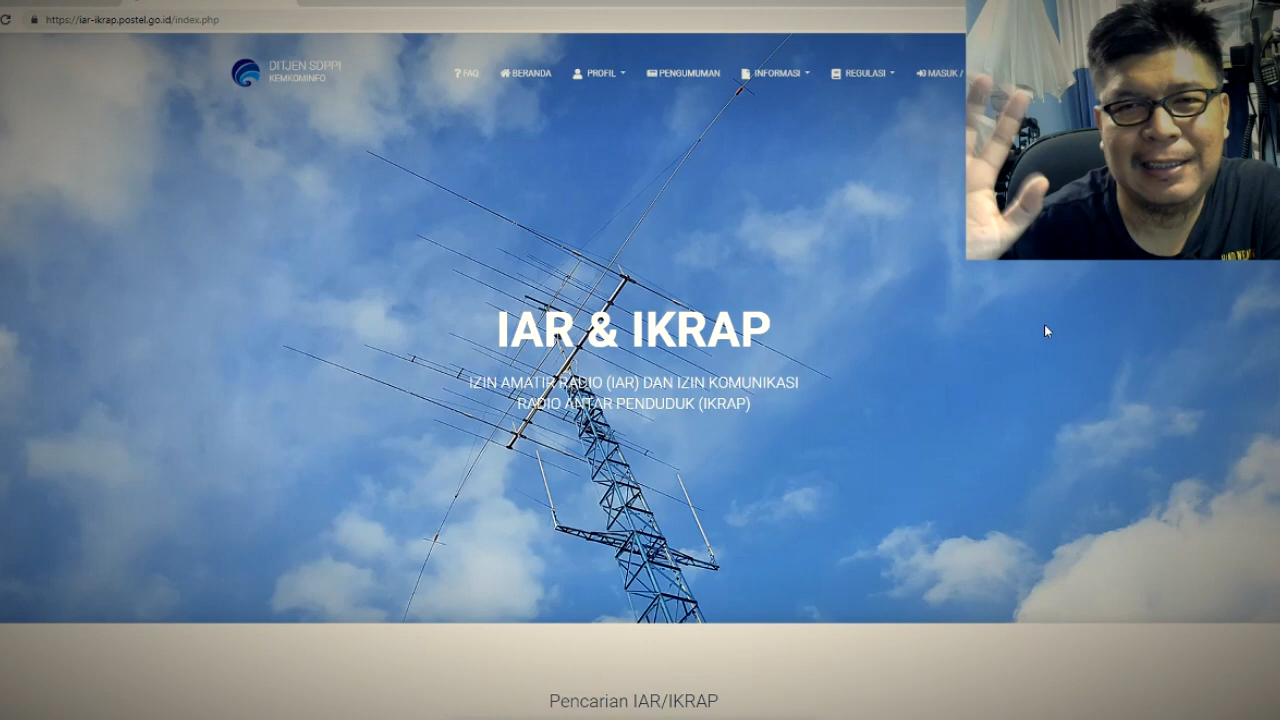 https://iar-ikrap.postel.go.id/index.php
DITJEN SDPPI
KEMKOMINFO
FAQ
BERANDA
PROFIL
PENGUMUMAN
INFORMASI
REGULASI
MASUK /
IAR & IKRAP
IZIN AMATIR RADIO (IAR) DAN IZIN KOMUNIKASI
RADIO ANTAR PENDUDUK (IKRAP)
Pencarian IAR/IKRAP